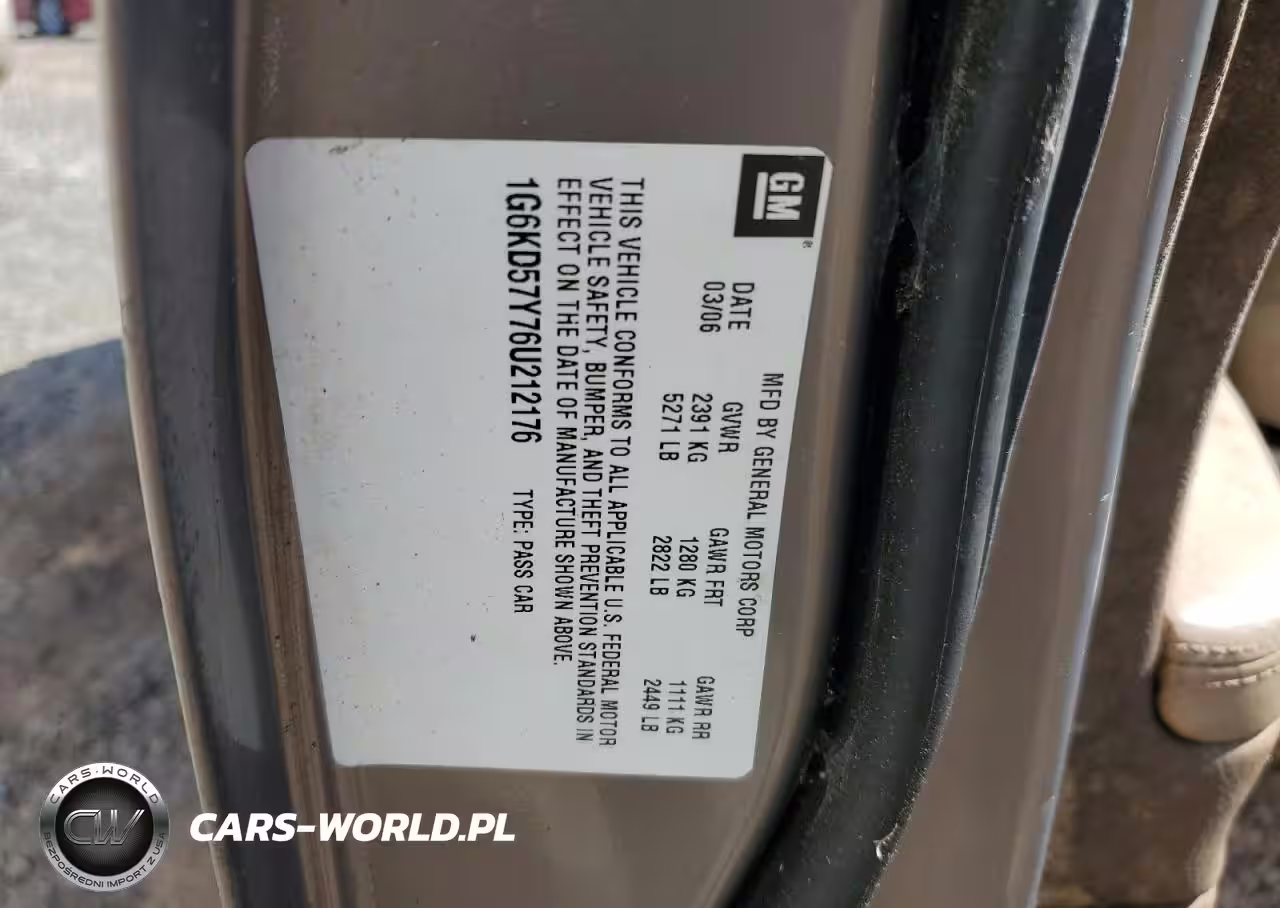 GM
MFD BY GENERAL MOTORS CORP
DATE GVWR GAWR FRT GAWR RR
03/06 2391 KG 1280 KG 1111 KG
5271 LB 2822 LB 2449 LB
THIS VEHICLE CONFORMS TO ALL APPLICABLE U.S. FEDERAL MOTOR
VEHICLE SAFETY, BUMPER, AND THEFT PREVENTION STANDARDS IN
EFFECT ON THE DATE OF MANUFACTURE SHOWN ABOVE.
1G6KD57Y76U212176 TYPE: PASS CAR
CARS-WORLD
CW
BEZPOŚREDNI IMPORT Z USA
CARS-WORLD.PL